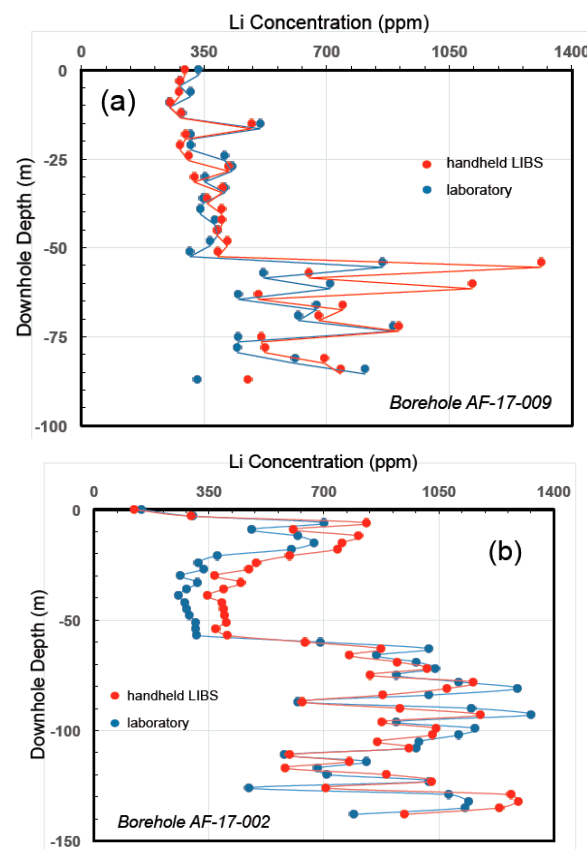 Li Concentration (ppm)
0 350 700 1050 1400
(a)
0
-25
-50
-75
-100
Downhole Depth (m)
handheld LIBS
laboratory
Borehole AF-17-009
Li Concentration (ppm)
0 350 700 1050 1400
(b)
0
-50
-100
-150
Downhole Depth (m)
handheld LIBS
laboratory
Borehole AF-17-002